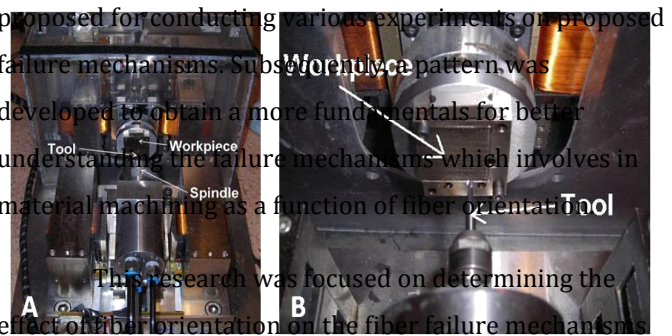 proposed for conducting various experiments on proposed
failure mechanisms. Subsequently, a pattern was
Workpiece
developed to obtain a more fundamentals for better
Tool
Workpiece
understanding the failure mechanisms which involves in
Spindle
material machining as a function of fiber orientation.
Tool
This research was focused on determining the
A
B
effect of fiber orientation on the fiber failure mechanisms